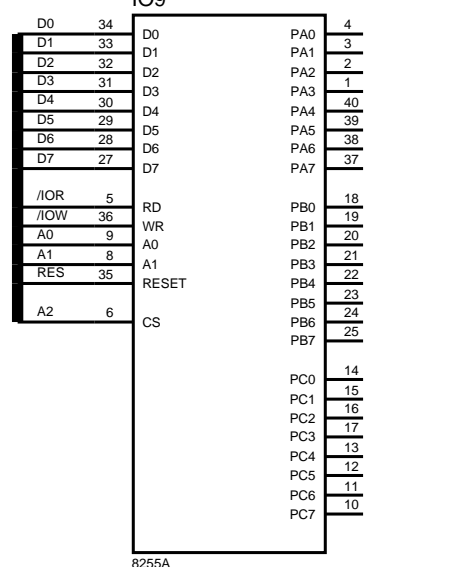 IO9
D0 34 D0 PA0 4
D1 33 D1 PA1 3
D2 32 D2 PA2 2
D3 31 D3 PA3 1
D4 30 D4 PA4 40
D5 29 D5 PA5 39
D6 28 D6 PA6 38
D7 27 D7 PA7 37
/IOR 5 RD PB0 18
/IOW 36 WR PB1 19
A0 9 A0 PB2 20
A1 8 A1 PB3 21
RES 35 RESET PB4 22
PB5 23
A2 6 CS PB6 24
PB7 25
PC0 14
PC1 15
PC2 16
PC3 17
PC4 13
PC5 12
PC6 11
PC7 10
8255A